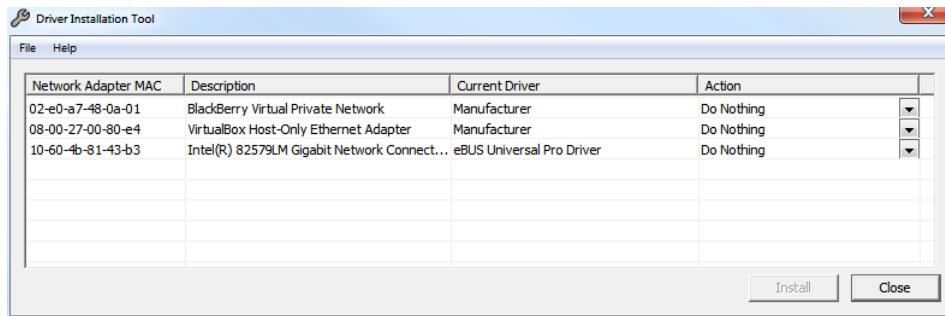 Driver Installation Tool
File Help
Network Adapter MAC Description Current Driver Action
02-e0-a7-48-0a-01 BlackBerry Virtual Private Network Manufacturer Do Nothing
08-00-27-00-80-e4 VirtualBox Host-Only Ethernet Adapter Manufacturer Do Nothing
10-60-4b-81-43-b3 Intel(R) 82579LM Gigabit Network Connect... eBUS Universal Pro Driver Do Nothing
Install Close